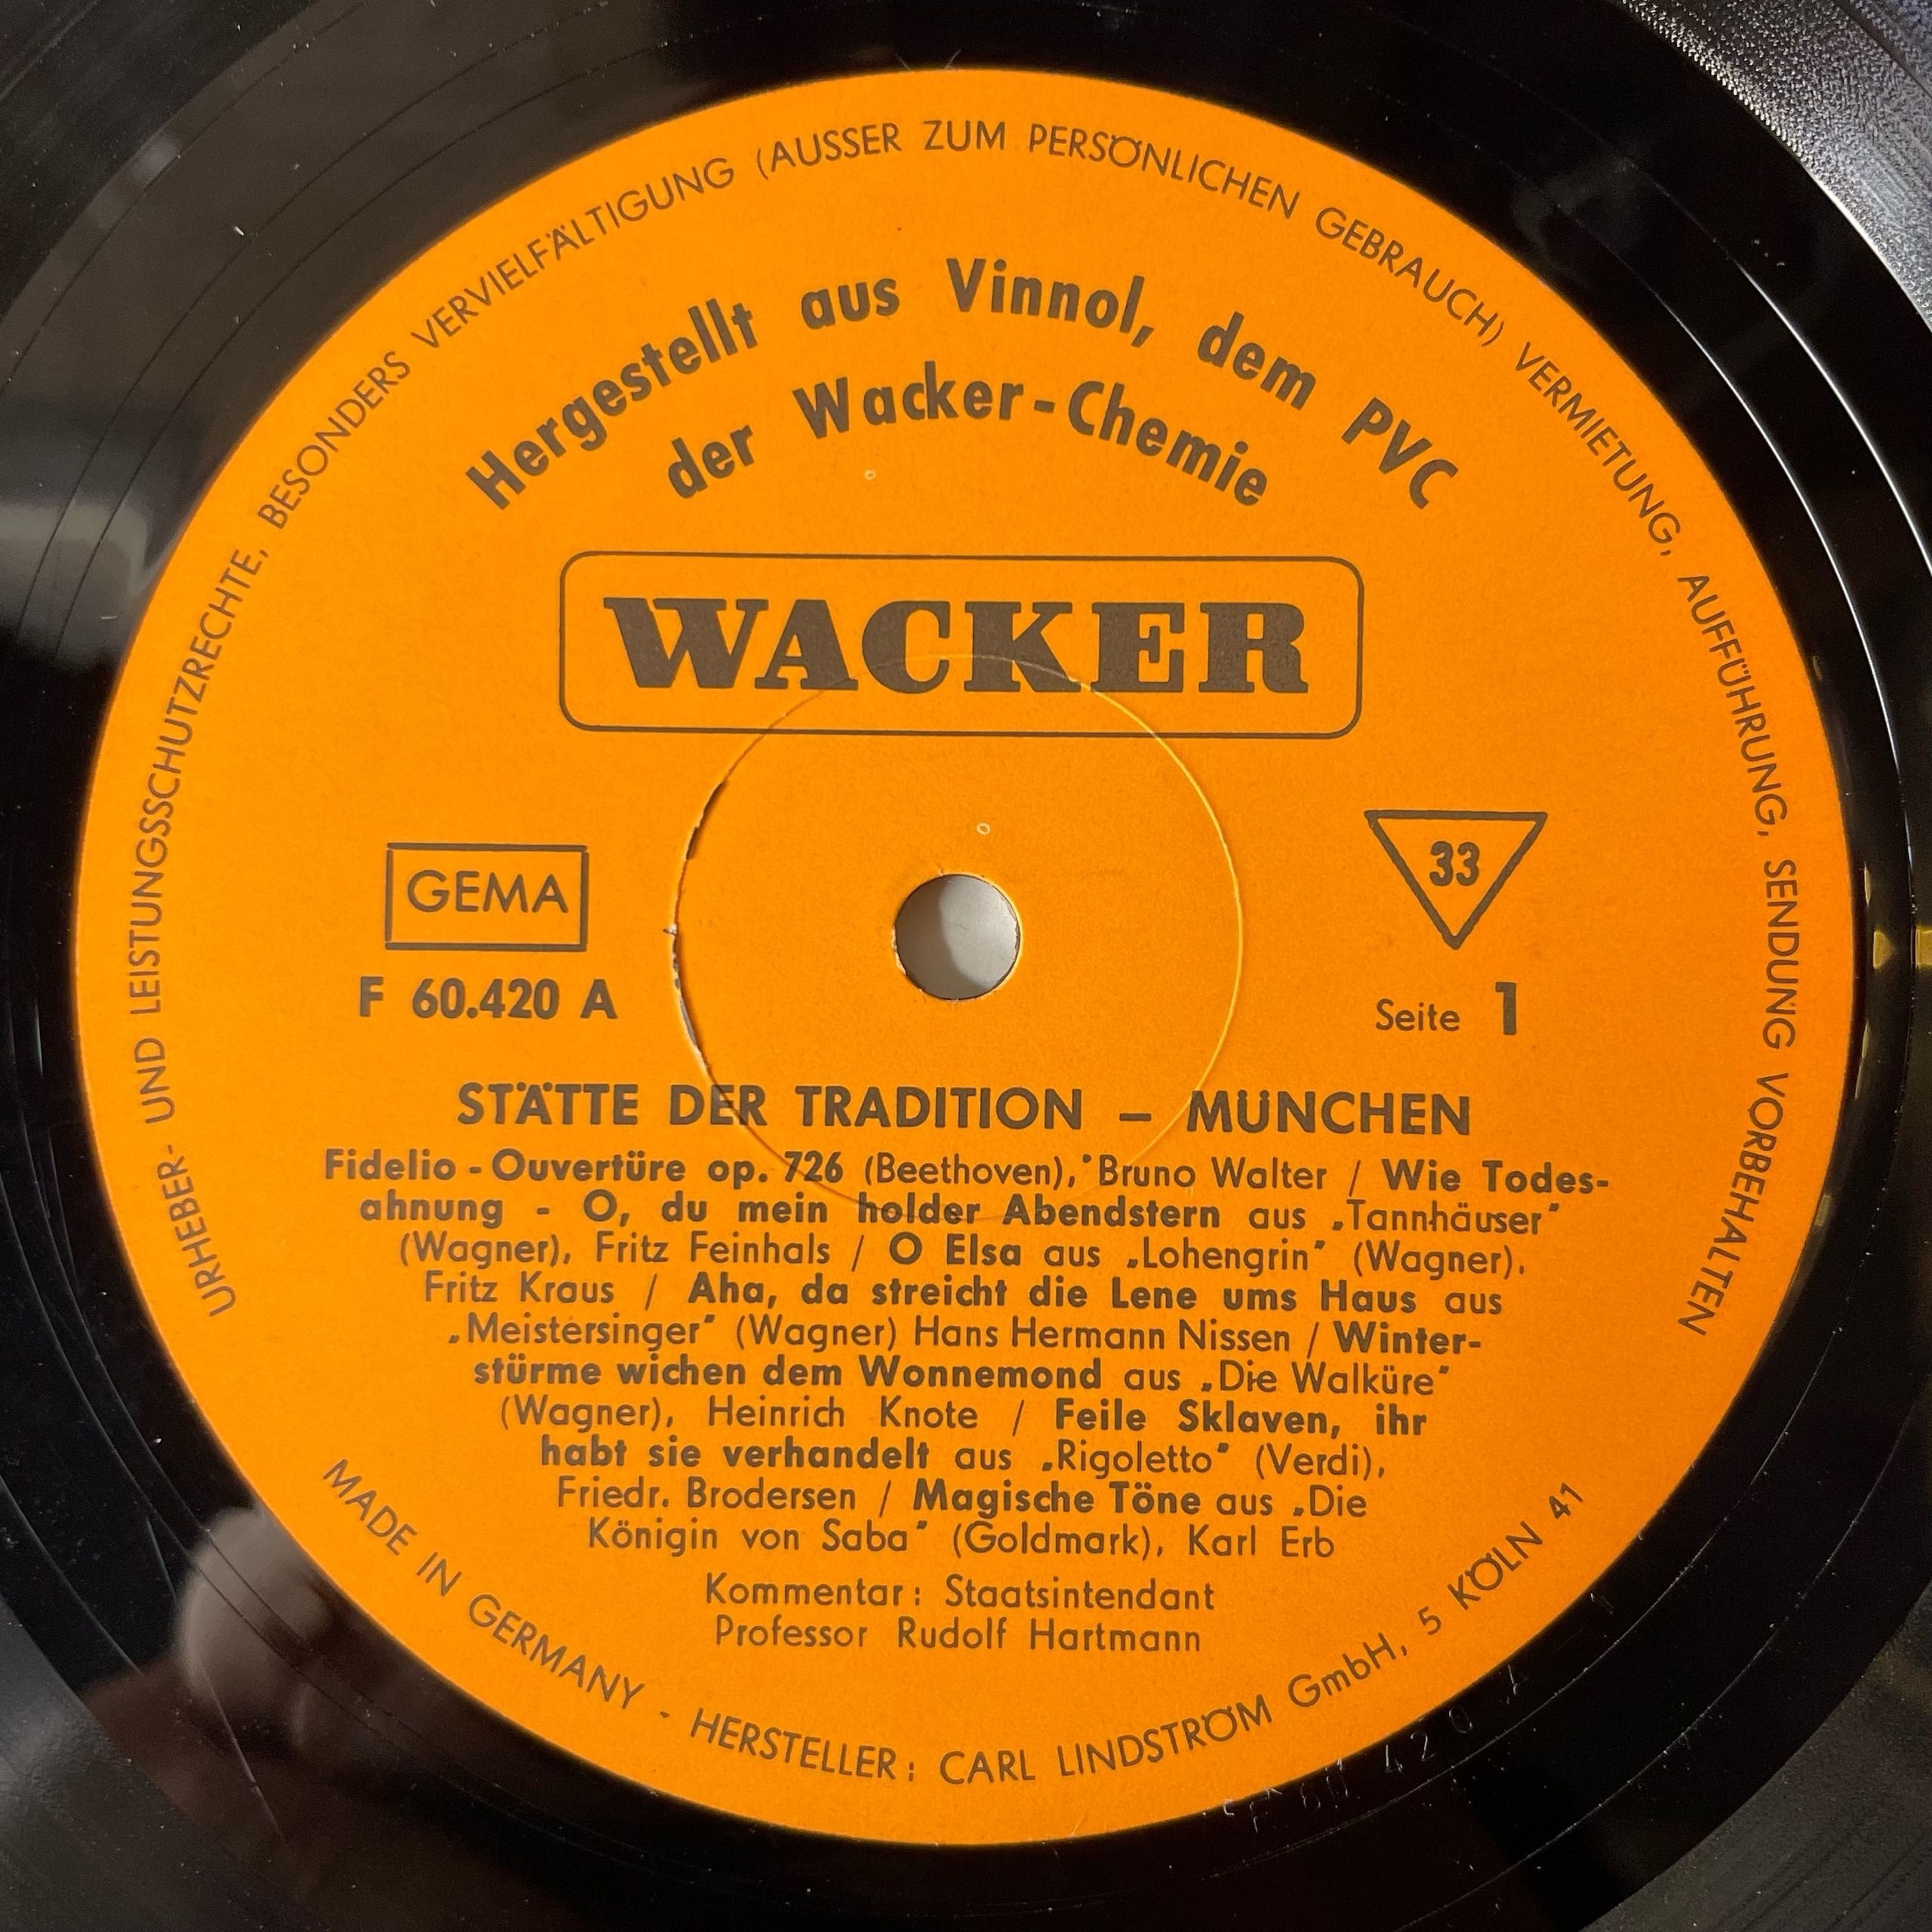 URHEBER- UND LEISTUNGSSCHUTZRECHTE, BESONDERS VERVIELFÄLTIGUNG (AUSSER ZUM PERSÖNLICHEN GEBRAUCH) VERMIETUNG, AUFFÜHRUNG, SENDUNG VORBEHALTEN
Hergestellt aus Vinnol, dem PVC
der Wacker-Chemie
WACKER
GEMA
33
F 60.420 A
Seite 1
STÄTTE DER TRADITION – MÜNCHEN
Fidelio - Ouvertüre op. 726 (Beethoven), Bruno Walter / Wie Todes-
ahnung - O, du mein holder Abendstern aus „Tannhäuser"
(Wagner), Fritz Feinhals / O Elsa aus „Lohengrin" (Wagner),
Fritz Kraus / Aha, da streicht die Lene ums Haus aus
„Meistersinger" (Wagner) Hans Hermann Nissen / Winter-
stürme wichen dem Wonnemond aus „Die Walküre"
(Wagner), Heinrich Knote / Feile Sklaven, ihr
habt sie verhandelt aus „Rigoletto" (Verdi),
Friedr. Brodersen / Magische Töne aus „Die
Königin von Saba" (Goldmark), Karl Erb
Kommentar: Staatsintendant
Professor Rudolf Hartmann
MADE IN GERMANY - HERSTELLER: CARL LINDSTRÖM GmbH, 5 KÖLN 41